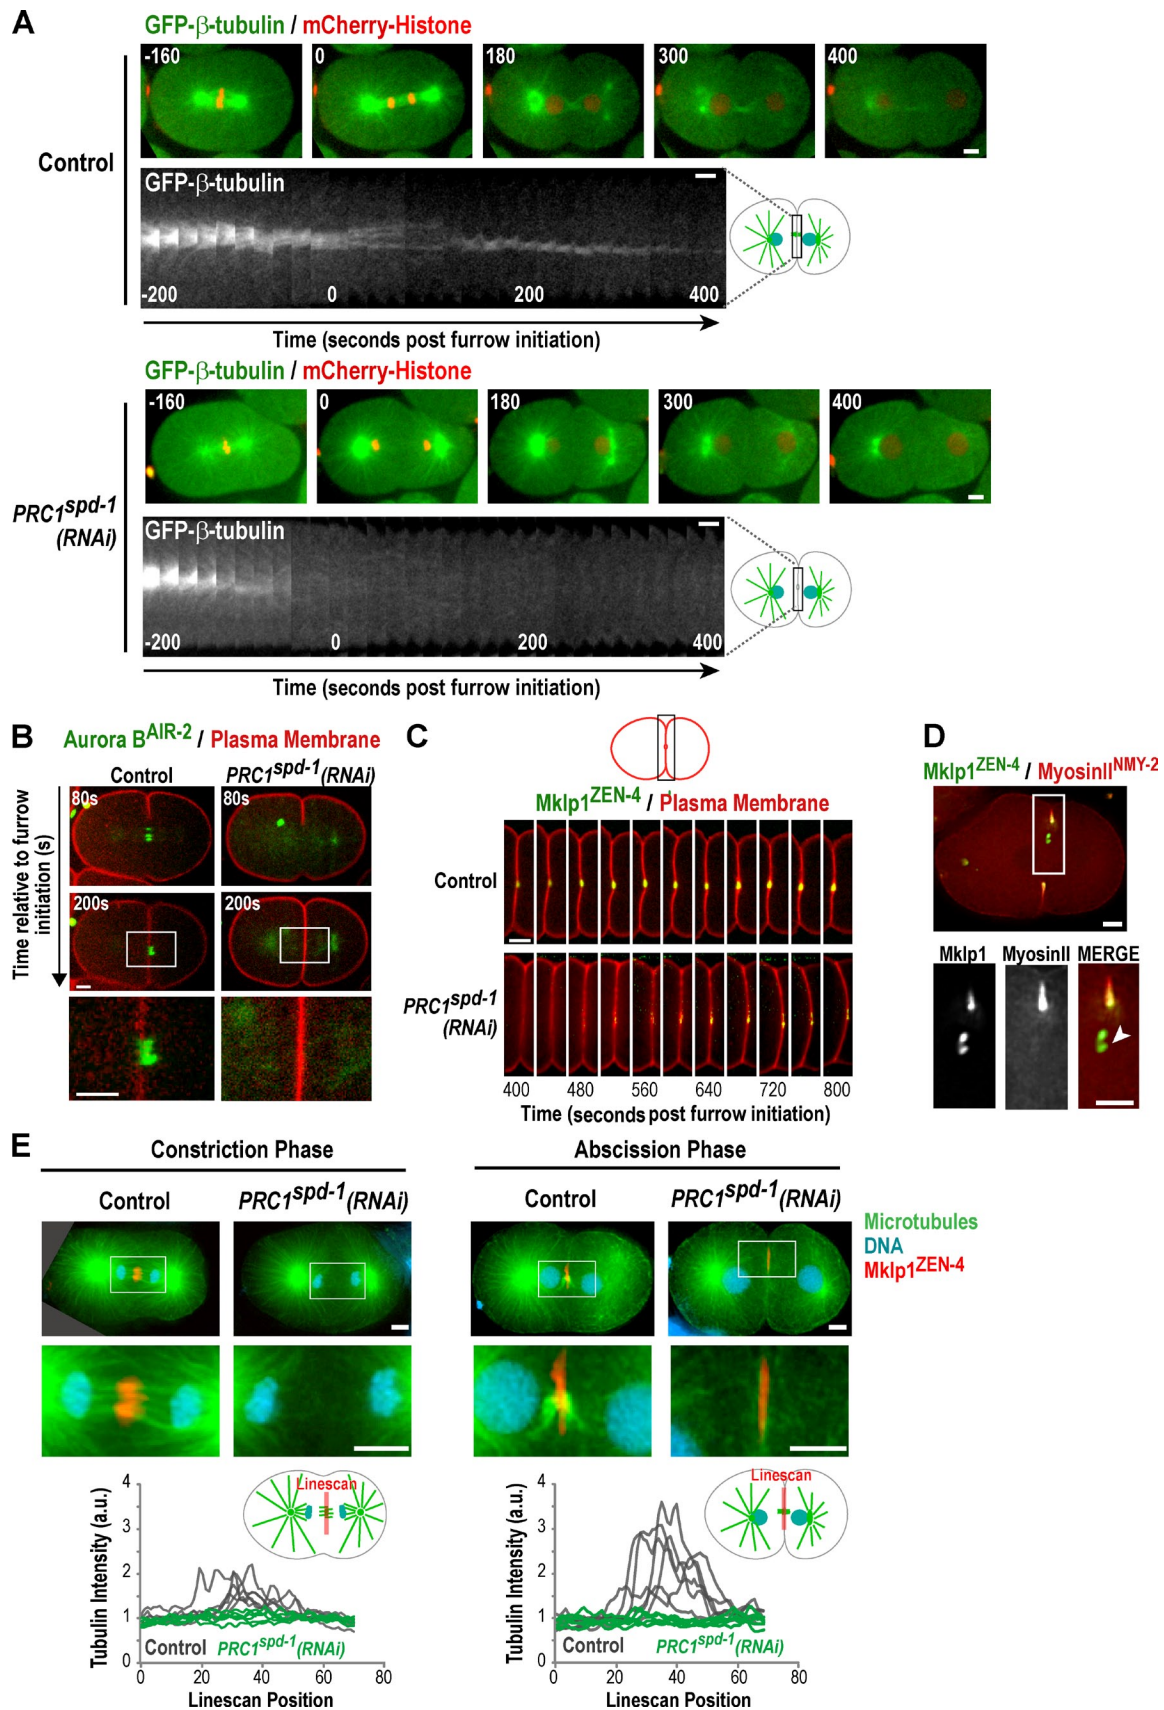 A
GFP-β-tubulin / mCherry-Histone
-160
0
180
300
400
Control
GFP-β-tubulin
-200
0
200
400
Time (seconds post furrow initiation)
GFP-β-tubulin / mCherry-Histone
-160
0
180
300
400
PRC1spd-1
(RNAi)
GFP-β-tubulin
-200
0
200
400
Time (seconds post furrow initiation)
B
Aurora BAIR-2 / Plasma Membrane
Control
PRC1spd-1(RNAi)
Time relative to furrow
initiation (s)
80s
80s
200s
200s
C
Mklp1ZEN-4 / Plasma Membrane
Control
PRC1spd-1
(RNAi)
400 480 560 640 720 800
Time (seconds post furrow initiation)
D
Mklp1ZEN-4 / MyosinIINMY-2
Mklp1
MyosinII
MERGE
E
Constriction Phase
Abscission Phase
Control
PRC1spd-1(RNAi)
Control
PRC1spd-1(RNAi)
Microtubules
DNA
Mklp1ZEN-4
Tubulin Intensity (a.u.)
4
3
2
1
0
Linescan
Control
PRC1spd-1(RNAi)
0 20 40 60 80
Linescan Position
Tubulin Intensity (a.u.)
4
3
2
1
0
Linescan
Control
PRC1spd-1(RNAi)
0 20 40 60 80
Linescan Position